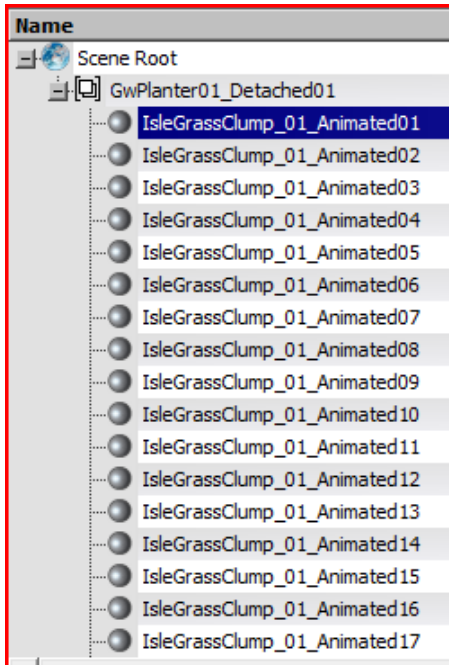 Name
Scene Root
GwPlanter01_Detached01
IsleGrassClump_01_Animated01
IsleGrassClump_01_Animated02
IsleGrassClump_01_Animated03
IsleGrassClump_01_Animated04
IsleGrassClump_01_Animated05
IsleGrassClump_01_Animated06
IsleGrassClump_01_Animated07
IsleGrassClump_01_Animated08
IsleGrassClump_01_Animated09
IsleGrassClump_01_Animated10
IsleGrassClump_01_Animated11
IsleGrassClump_01_Animated12
IsleGrassClump_01_Animated13
IsleGrassClump_01_Animated14
IsleGrassClump_01_Animated15
IsleGrassClump_01_Animated16
IsleGrassClump_01_Animated17